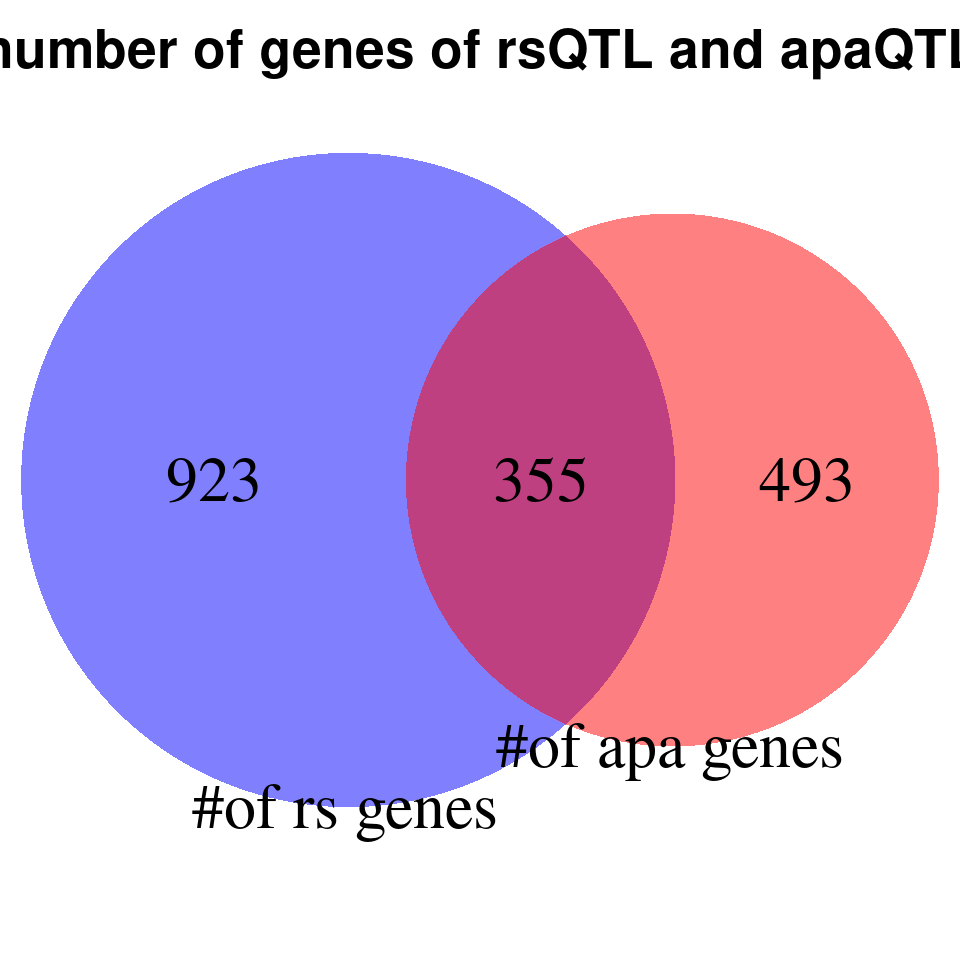 number of genes of rsQTL and apaQTL
923 355 493
#of apa genes
#of rs genes